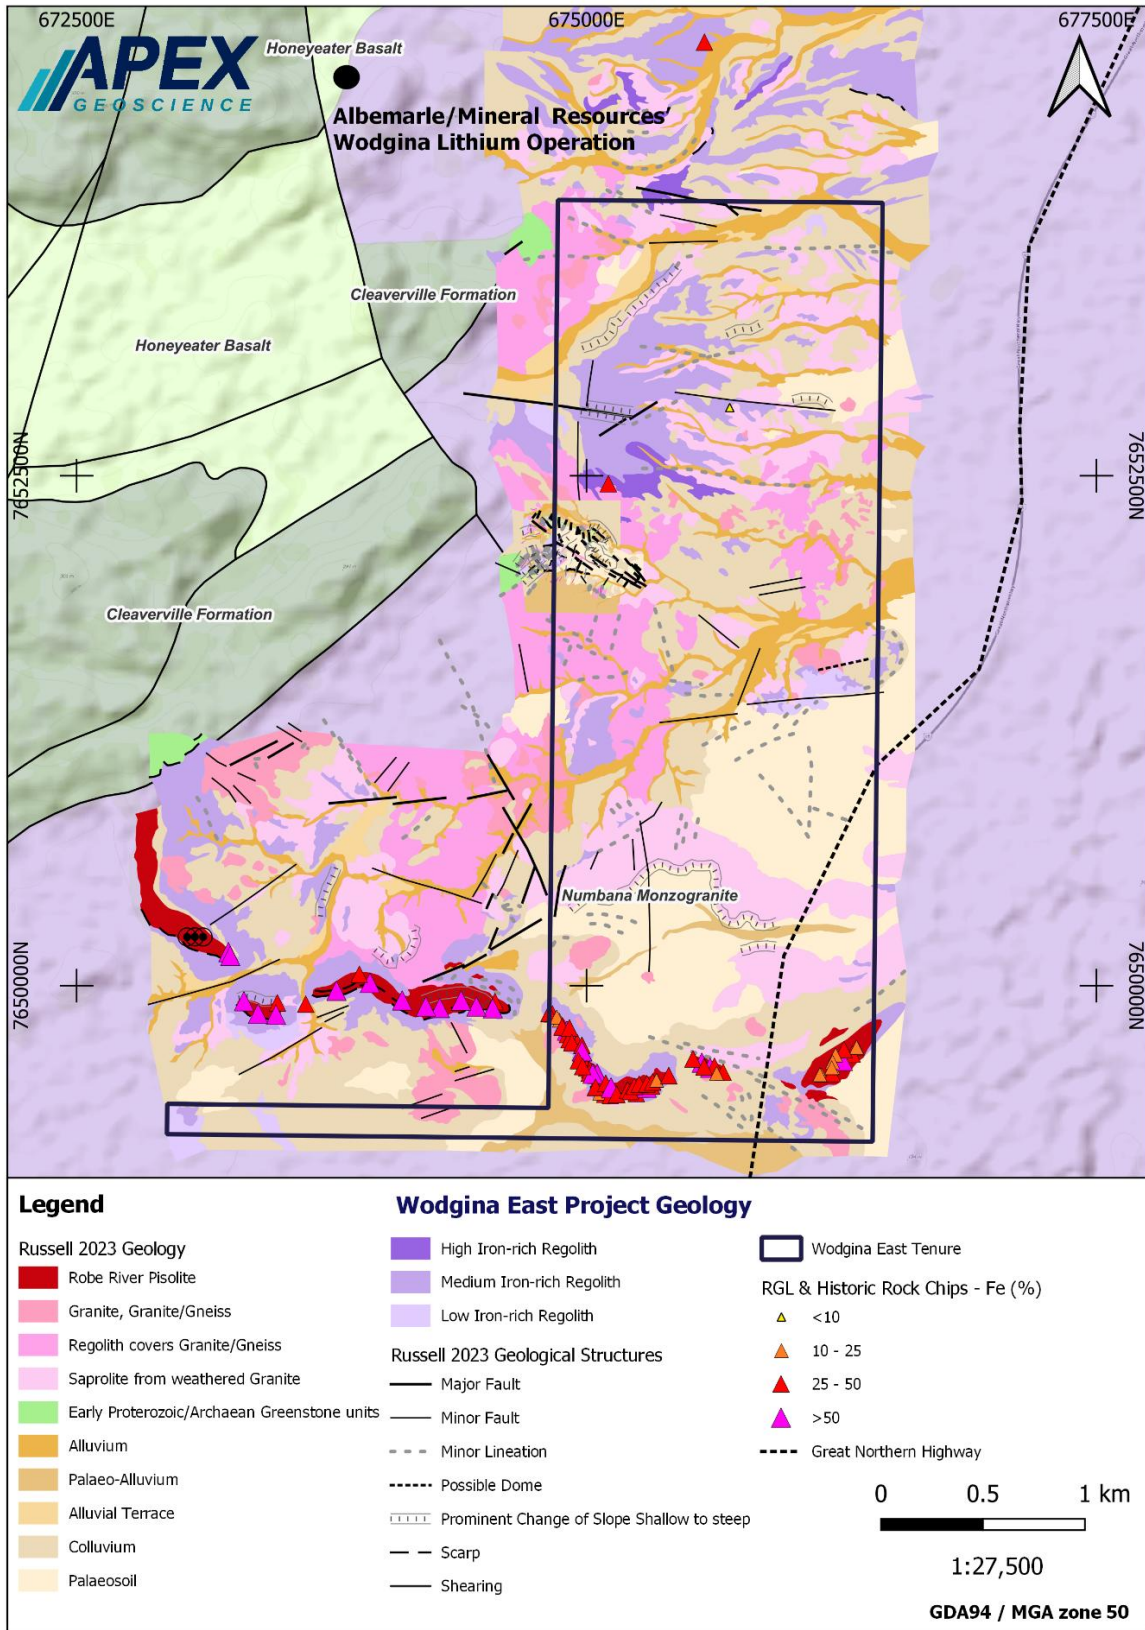 672500E
675000E
677500E
Honeyeater Basalt
APEX
GEOSCIENCE
Albemarle/Mineral Resources'
Wodgina Lithium Operation
Cleaverville Formation
Honeyeater Basalt
7652500N
7652500N
Cleaverville Formation
Numbana Monzogranite
7650000N
7650000N
Legend
Wodgina East Project Geology
Russell 2023 Geology
Robe River Pisolite
Granite, Granite/Gneiss
Regolith covers Granite/Gneiss
Saprolite from weathered Granite
Early Proterozoic/Archaean Greenstone units
Alluvium
Palaeo-Alluvium
Alluvial Terrace
Colluvium
Palaeosoil
High Iron-rich Regolith
Medium Iron-rich Regolith
Low Iron-rich Regolith
Russell 2023 Geological Structures
Major Fault
Minor Fault
Minor Lineation
Possible Dome
Prominent Change of Slope Shallow to steep
Scarp
Shearing
Wodgina East Tenure
RGL & Historic Rock Chips - Fe (%)
<10
10 - 25
25 - 50
>50
Great Northern Highway
0 0.5 1 km
1:27,500
GDA94 / MGA zone 50